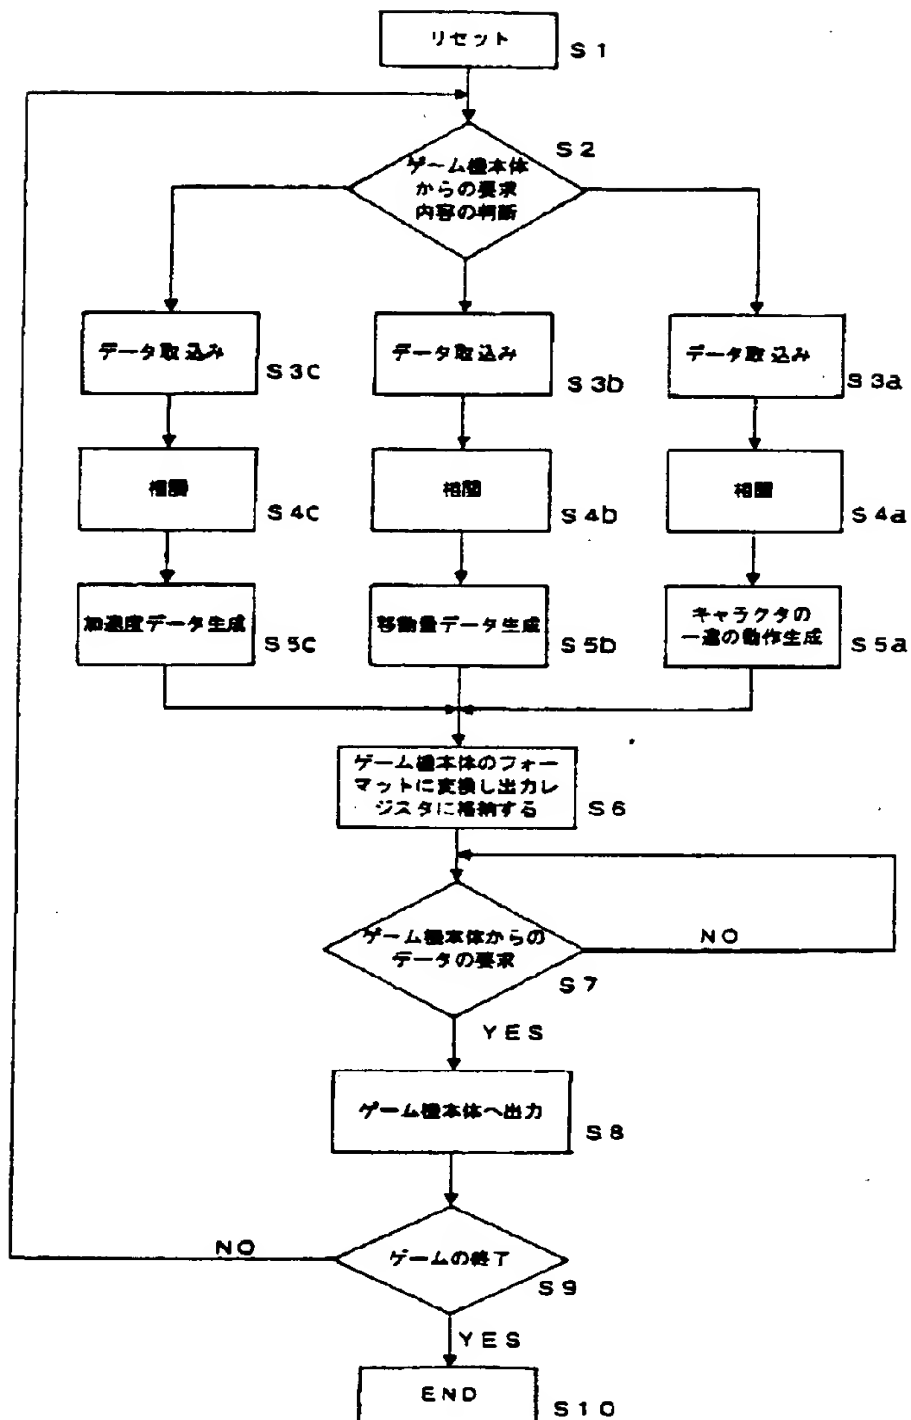 リセット
S1
S2
ゲーム機本体
からの要求
内容の判断
データ取込み
S3c
データ取込み
S3b
データ取込み
S3a
相関
S4c
相関
S4b
相関
S4a
加速度データ生成
S5c
移動量データ生成
S5b
キャラクタの
一連の動作生成
S5a
ゲーム機本体のフォー
マットに変換し出力レ
ジスタに格納する
S6
ゲーム機本体からの
データの要求
NO
S7
YES
ゲーム機本体へ出力
S8
NO
ゲームの終了
S9
YES
END
S10